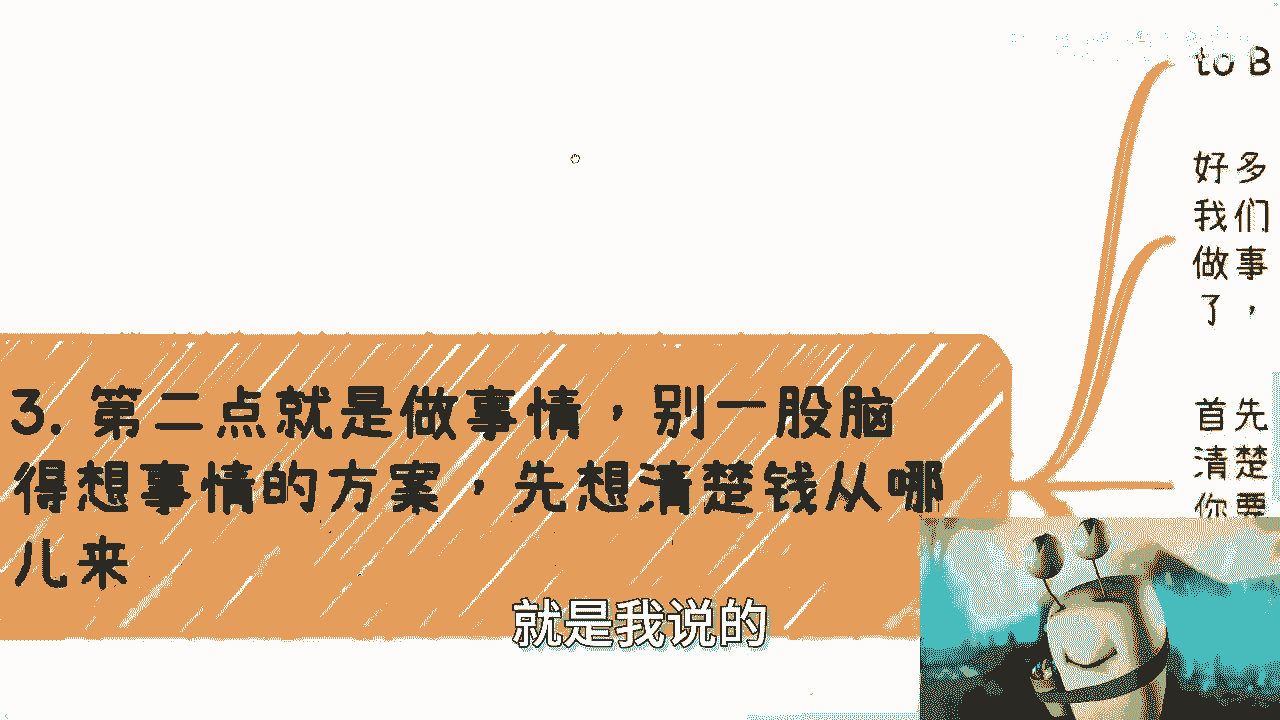 to B
好多
我们
做事
了，
3. 第二点就是做事情，别一股脑
得想事情的方案，先想清楚钱从哪
儿来
首先
清楚
你要
就是我说的